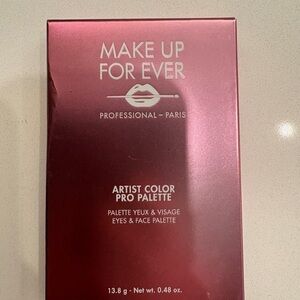 MAKE UP
FOR EVER
PROFESSIONAL – PARIS
ARTIST COLOR
PRO PALETTE
PALETTE YEUX & VISAGE
EYES & FACE PALETTE
13.8 g - Net wt. 0.48 oz.